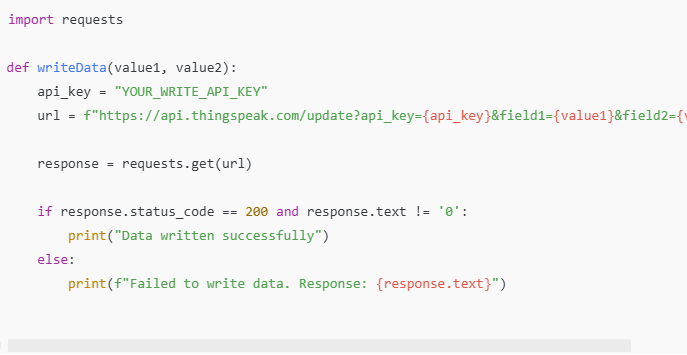 import requests
def writeData(value1, value2):
    api_key = "YOUR_WRITE_API_KEY"
    url = f"https://api.thingspeak.com/update?api_key={api_key}&field1={value1}&field2={
    response = requests.get(url)
    if response.status_code == 200 and response.text != '0':
        print("Data written successfully")
    else:
        print(f"Failed to write data. Response: {response.text}")